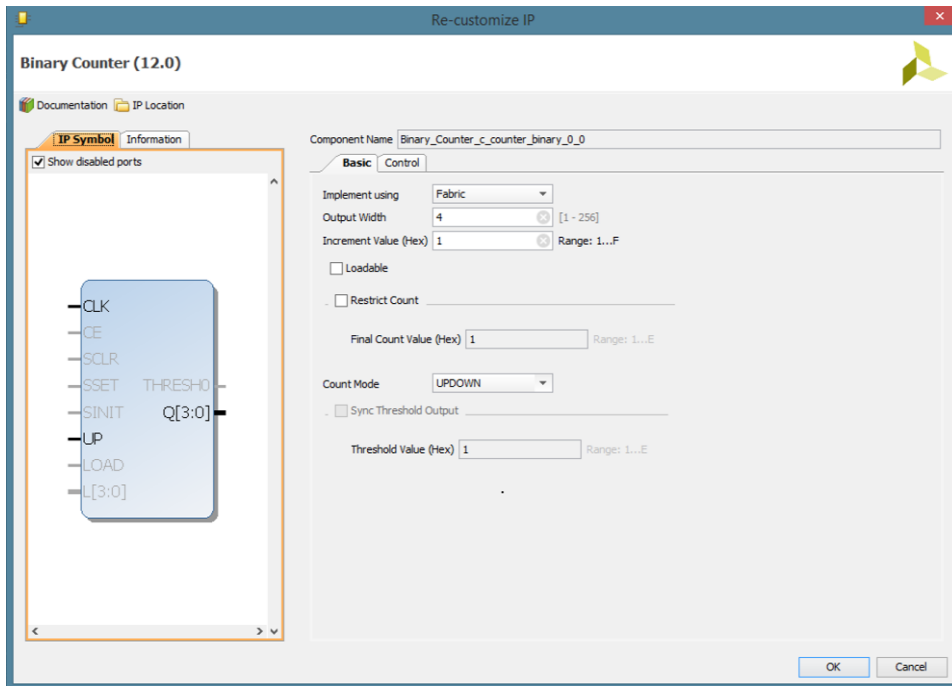 Re-customize IP
Binary Counter (12.0)
Documentation IP Location
IP Symbol Information
Show disabled ports
CLK
CE
SCLR
SSET THRESH0
SINIT Q[3:0]
UP
LOAD
L[3:0]
Component Name Binary_Counter_c_counter_binary_0_0
Basic Control
Implement using Fabric
Output Width 4 [1 - 256]
Increment Value (Hex) 1 Range: 1...F
Loadable
Restrict Count
Final Count Value (Hex) 1 Range: 1...E
Count Mode UPDOWN
Sync Threshold Output
Threshold Value (Hex) 1 Range: 1...E
OK Cancel